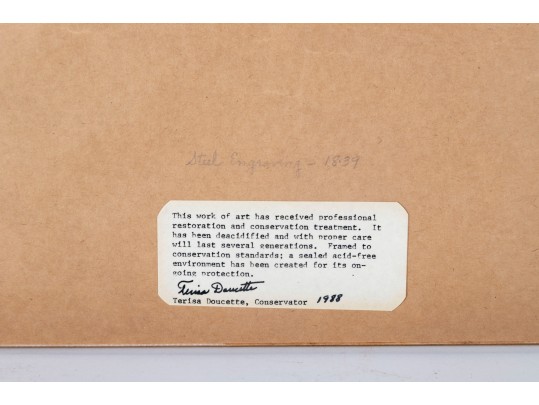 Steel Engraving - 1839
This work of art has received professional
restoration and conservation treatment. It
has been deacidified and with proper care
will last several generations. Framed to
conservation standards; a sealed acid-free
environment has been created for its on-
going protection.
Terisa Doucette
Terisa Doucette, Conservator 1988